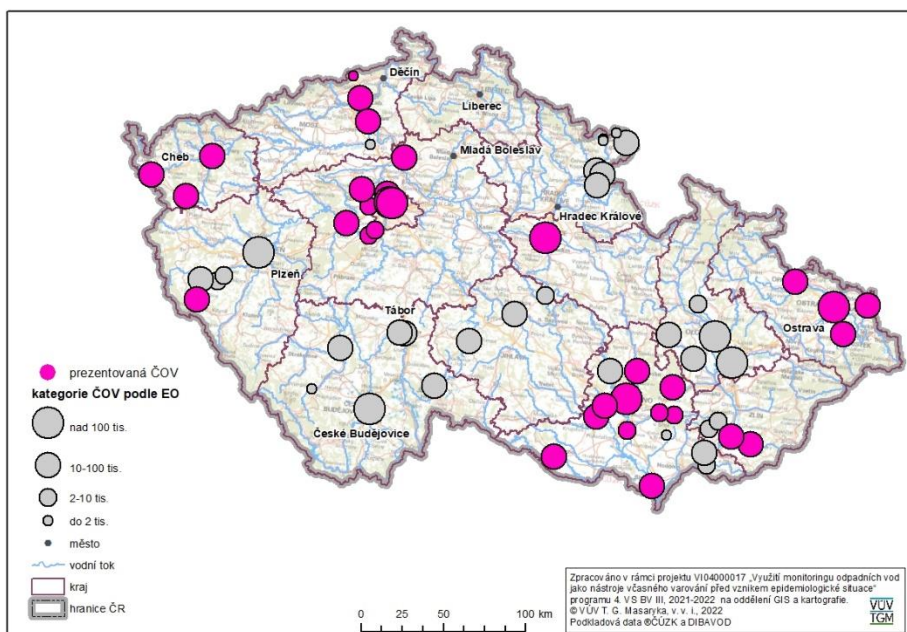 Děčín
Liberec
Cheb
Mladá Boleslav
Hradec Králové
Plzeň
Tábor
Ostrava
České Budějovice
prezentovaná ČOV
kategorie ČOV podle EO
nad 100 tis.
10-100 tis.
2-10 tis.
do 2 tis.
město
vodní tok
kraj
hranice ČR
0 12,5 25 50 75 100 km
Zpracováno v rámci projektu VI04000017 „Využití monitoringu odpadních vod
jako nástroje včasného varování před vznikem epidemiologické situace“
programu 4. VS BV III, 2021-2022 na oddělení GIS a kartografie.
© VÚV T. G. Masaryka, v. v. i., 2022
Podkladová data ®ČÚZK a DIBAVOD
VÚV
TGM